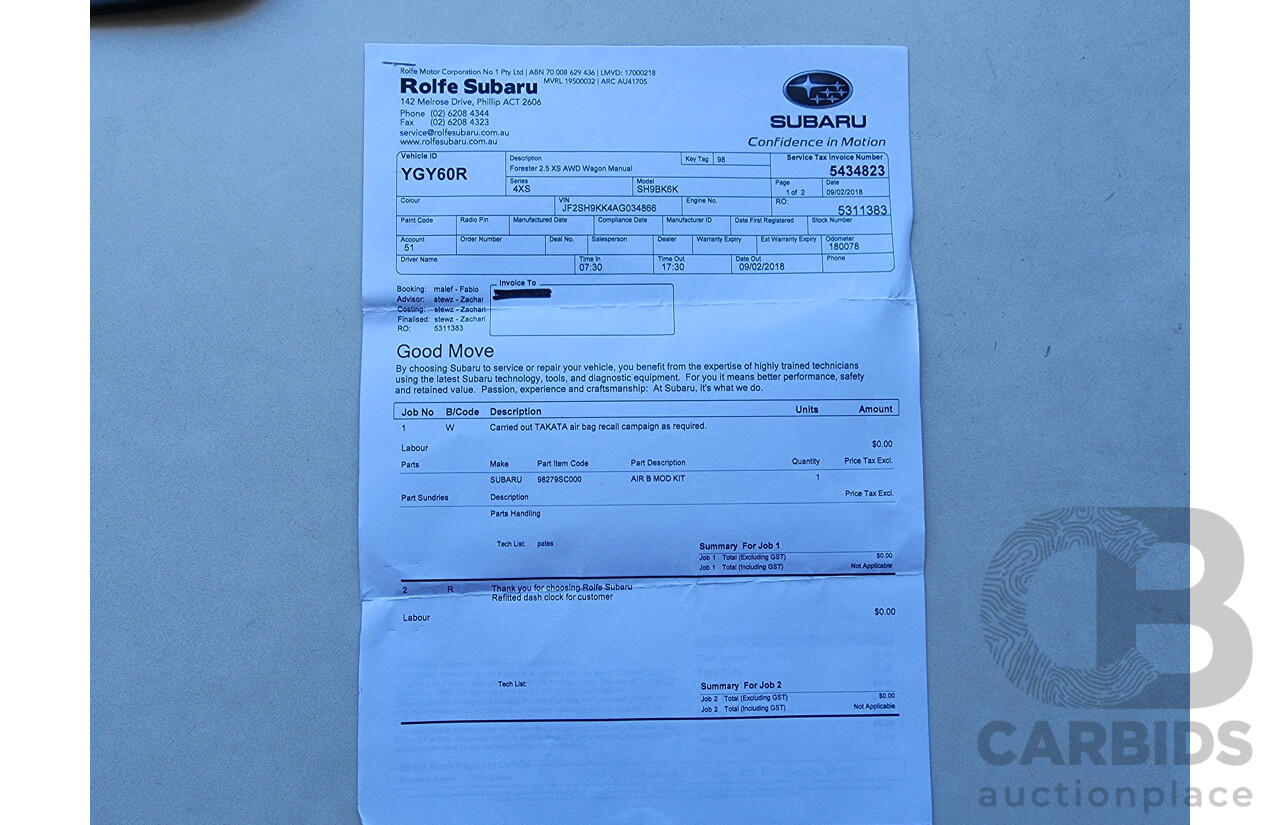 Rolfe Motor Corporation No 1 Pty Ltd | ABN 70 008 629 436 | LMVD: 17000218
MVRL 19500032 | ARC AU41705
Rolfe Subaru
142 Melrose Drive, Phillip ACT 2606
Phone (02) 6208 4344
Fax (02) 6208 4323
service@rolfesubaru.com.au
www.rolfesubaru.com.au
SUBARU
Confidence in Motion
Vehicle ID
YGY60R
Description
Forester 2.5 XS AWD Wagon Manual
Key Tag 98
Service Tax Invoice Number
5434823
Series
4XS
Model
SH9BK6K
Page
1 of 2
Date
09/02/2018
Colour
VIN
JF2SH9KK4AG034866
Engine No.
RO:
5311383
Paint Code Radio Pin Manufactured Date Compliance Date Manufacturer ID Date First Registered Stock Number
Account
51
Order Number Deal No. Salesperson Dealer Warranty Expiry Ext Warranty Expiry
Odometer
180078
Driver Name
Time In
07:30
Time Out
17:30
Date Out
09/02/2018
Phone
Booking: malef - Fabio
Advisor: stewz - Zachar
Costing: stewz - Zachari
Finalised: stewz - Zachari
RO: 5311383
Invoice To
Good Move
By choosing Subaru to service or repair your vehicle, you benefit from the expertise of highly trained technicians
using the latest Subaru technology, tools, and diagnostic equipment. For you it means better performance, safety
and retained value. Passion, experience and craftsmanship: At Subaru, it's what we do.
Job No B/Code Description Units Amount
1 W Carried out TAKATA air bag recall campaign as required.
Labour $0.00
Parts Make Part Item Code Part Description Quantity Price Tax Excl.
SUBARU 98279SC000 AIR B MOD KIT 1
Part Sundries Description Price Tax Excl.
Parts Handling
Tech List: pates
Summary For Job 1
Job 1 Total (Excluding GST) $0.00
Job 1 Total (Including GST) Not Applicable
2 R Thank you for choosing Rolfe Subaru
Refitted dash clock for customer
Labour $0.00
Tech List:
Summary For Job 2
Job 2 Total (Excluding GST) $0.00
Job 2 Total (Including GST) Not Applicable
CB
CARBIDS
auctionplace